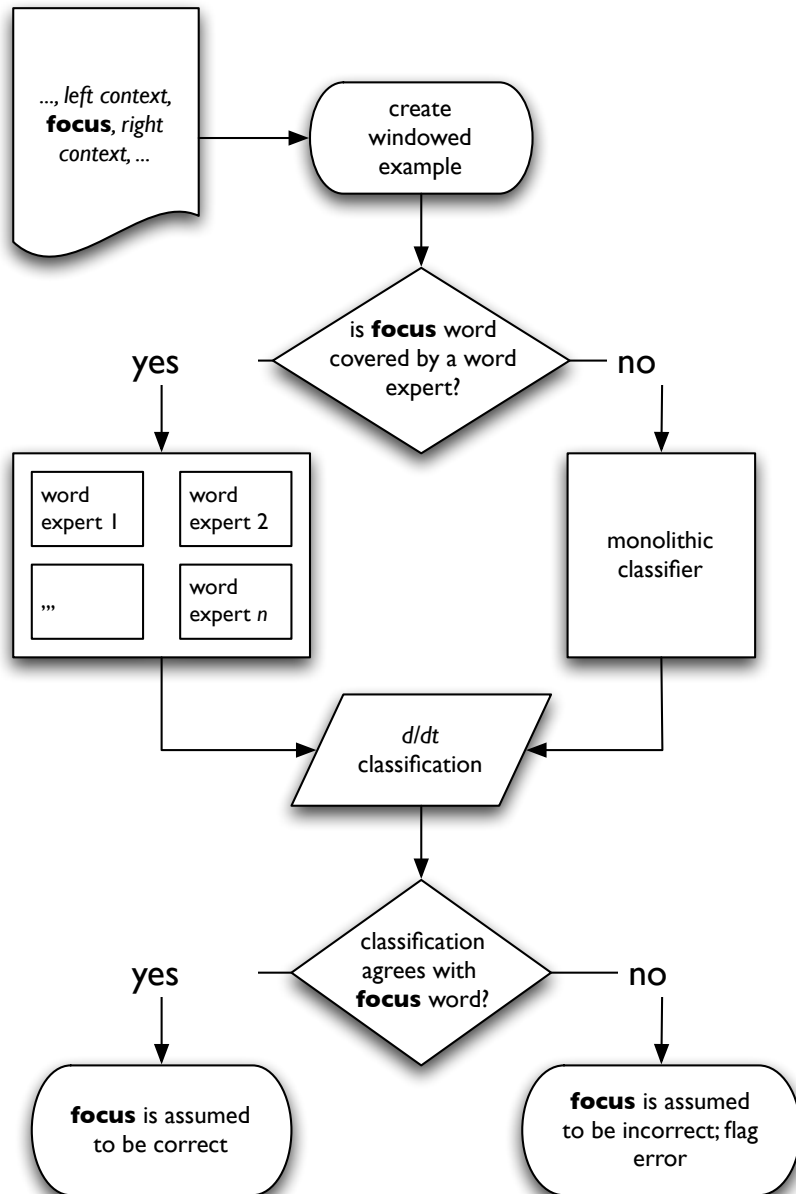 ..., left context,
focus, right
context, ...
create
windowed
example
is focus word
covered by a word
expert?
yes
no
word
expert 1
word
expert 2
,,,
word
expert n
monolithic
classifier
d/dt
classification
classification
agrees with
focus word?
yes
no
focus is assumed
to be correct
focus is assumed
to be incorrect; flag
error